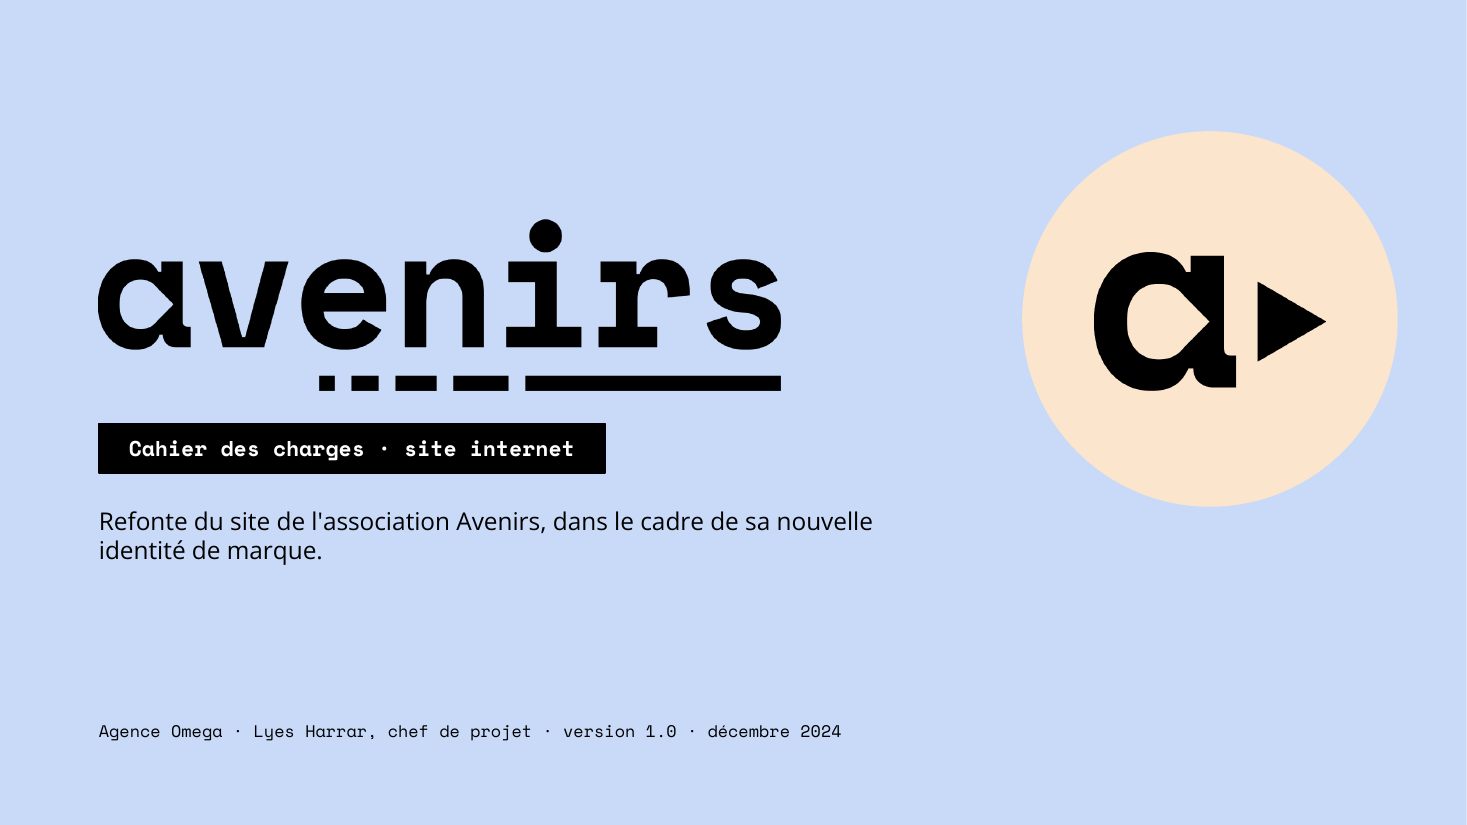 avenirs
a
Cahier des charges · site internet
Refonte du site de l'association Avenirs, dans le cadre de sa nouvelle
identité de marque.
Agence Omega · Lyes Harrar, chef de projet · version 1.0 · décembre 2024